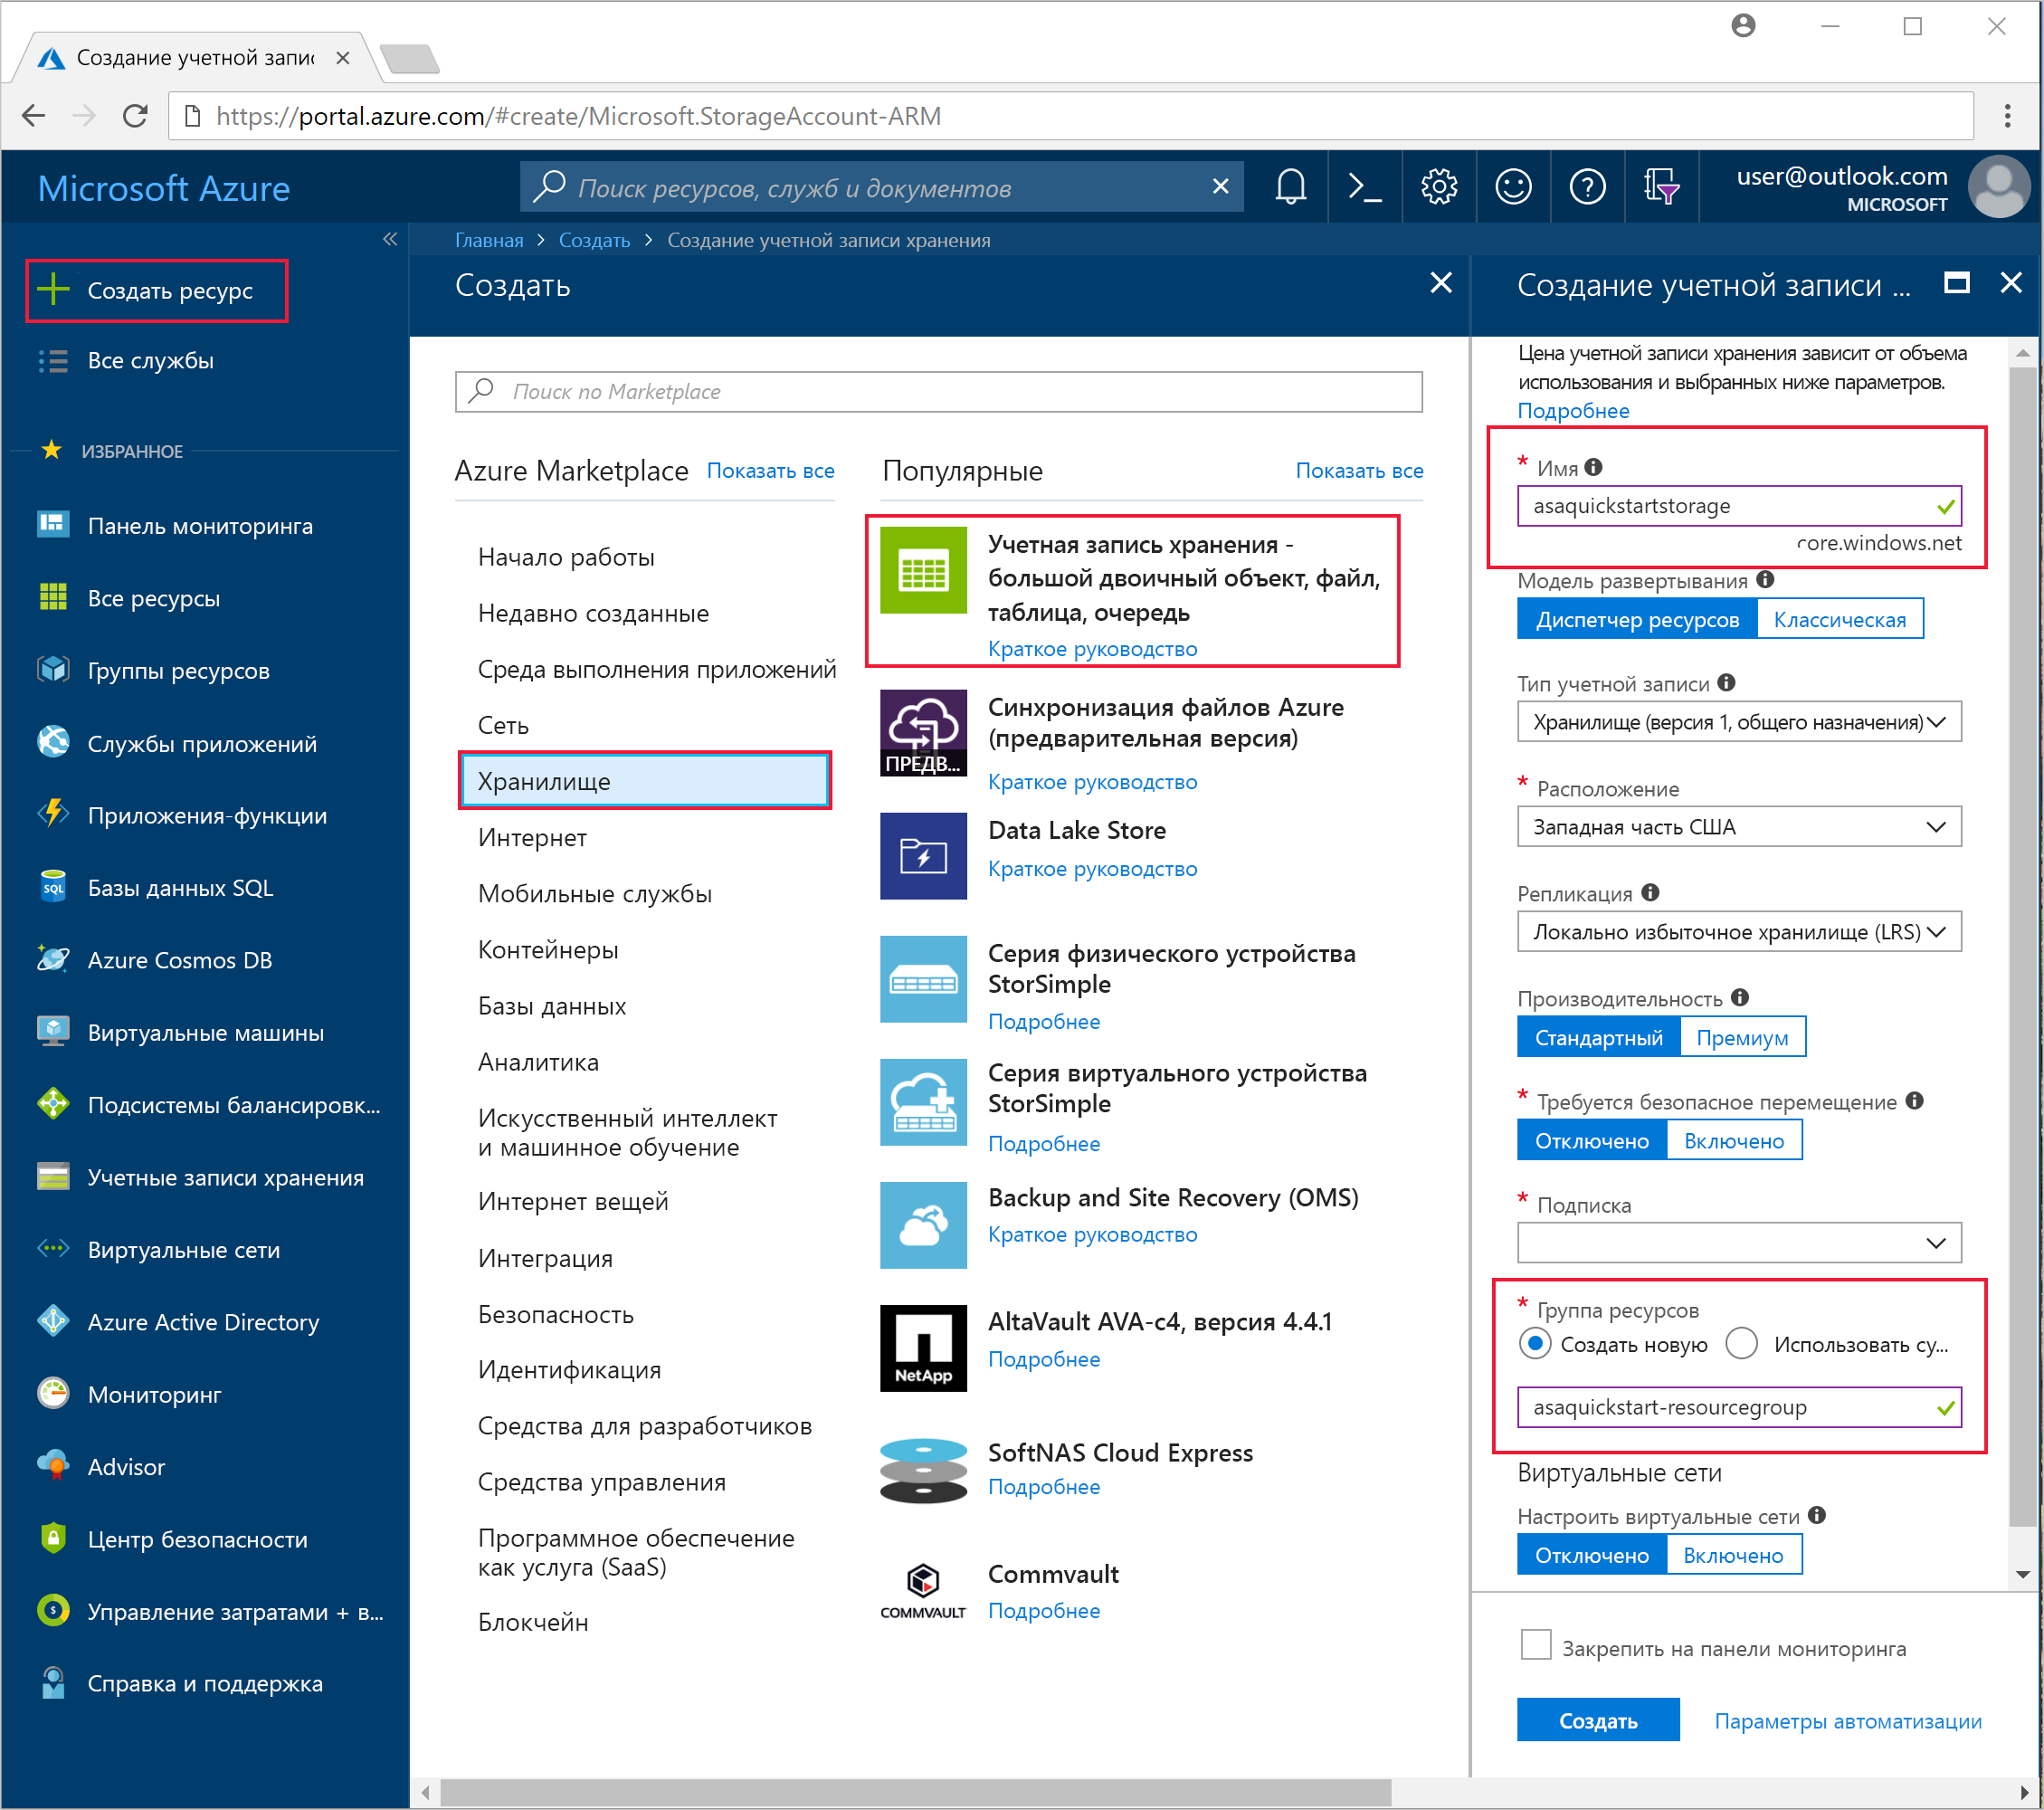 Создание учетной запис
https://portal.azure.com/#create/Microsoft.StorageAccount-ARM
Microsoft Azure
Поиск ресурсов, служб и документов
user@outlook.com
MICROSOFT
Создать ресурс
Все службы
ИЗБРАННОЕ
Панель мониторинга
Все ресурсы
Группы ресурсов
Службы приложений
Приложения-функции
Базы данных SQL
Azure Cosmos DB
Виртуальные машины
Подсистемы балансировк...
Учетные записи хранения
Виртуальные сети
Azure Active Directory
Мониторинг
Advisor
Центр безопасности
Управление затратами + в...
Справка и поддержка
Главная > Создать > Создание учетной записи хранения
Создать
Поиск по Marketplace
Azure Marketplace Показать все
Начало работы
Недавно созданные
Среда выполнения приложений
Сеть
Хранилище
Интернет
Мобильные службы
Контейнеры
Базы данных
Аналитика
Искусственный интеллект
и машинное обучение
Интернет вещей
Интеграция
Безопасность
Идентификация
Средства для разработчиков
Средства управления
Программное обеспечение
как услуга (SaaS)
Блокчейн
Популярные Показать все
Учетная запись хранения -
большой двоичный объект, файл,
таблица, очередь
Краткое руководство
ПРЕДВ...
Синхронизация файлов Azure
(предварительная версия)
Краткое руководство
Data Lake Store
Краткое руководство
Серия физического устройства
StorSimple
Подробнее
Серия виртуального устройства
StorSimple
Подробнее
Backup and Site Recovery (OMS)
Краткое руководство
NetApp
AltaVault AVA-c4, версия 4.4.1
Подробнее
SoftNAS Cloud Express
Подробнее
COMMVAULT
Commvault
Подробнее
Создание учетной записи ...
Цена учетной записи хранения зависит от объема
использования и выбранных ниже параметров.
Подробнее
* Имя
asaquickstartstorage
core.windows.net
Модель развертывания
Диспетчер ресурсов Классическая
Тип учетной записи
Хранилище (версия 1, общего назначения)
* Расположение
Западная часть США
Репликация
Локально избыточное хранилище (LRS)
Производительность
Стандартный Премиум
* Требуется безопасное перемещение
Отключено Включено
* Подписка
* Группа ресурсов
Создать новую Использовать су...
asaquickstart-resourcegroup
Виртуальные сети
Настроить виртуальные сети
Отключено Включено
Закрепить на панели мониторинга
Создать Параметры автоматизации